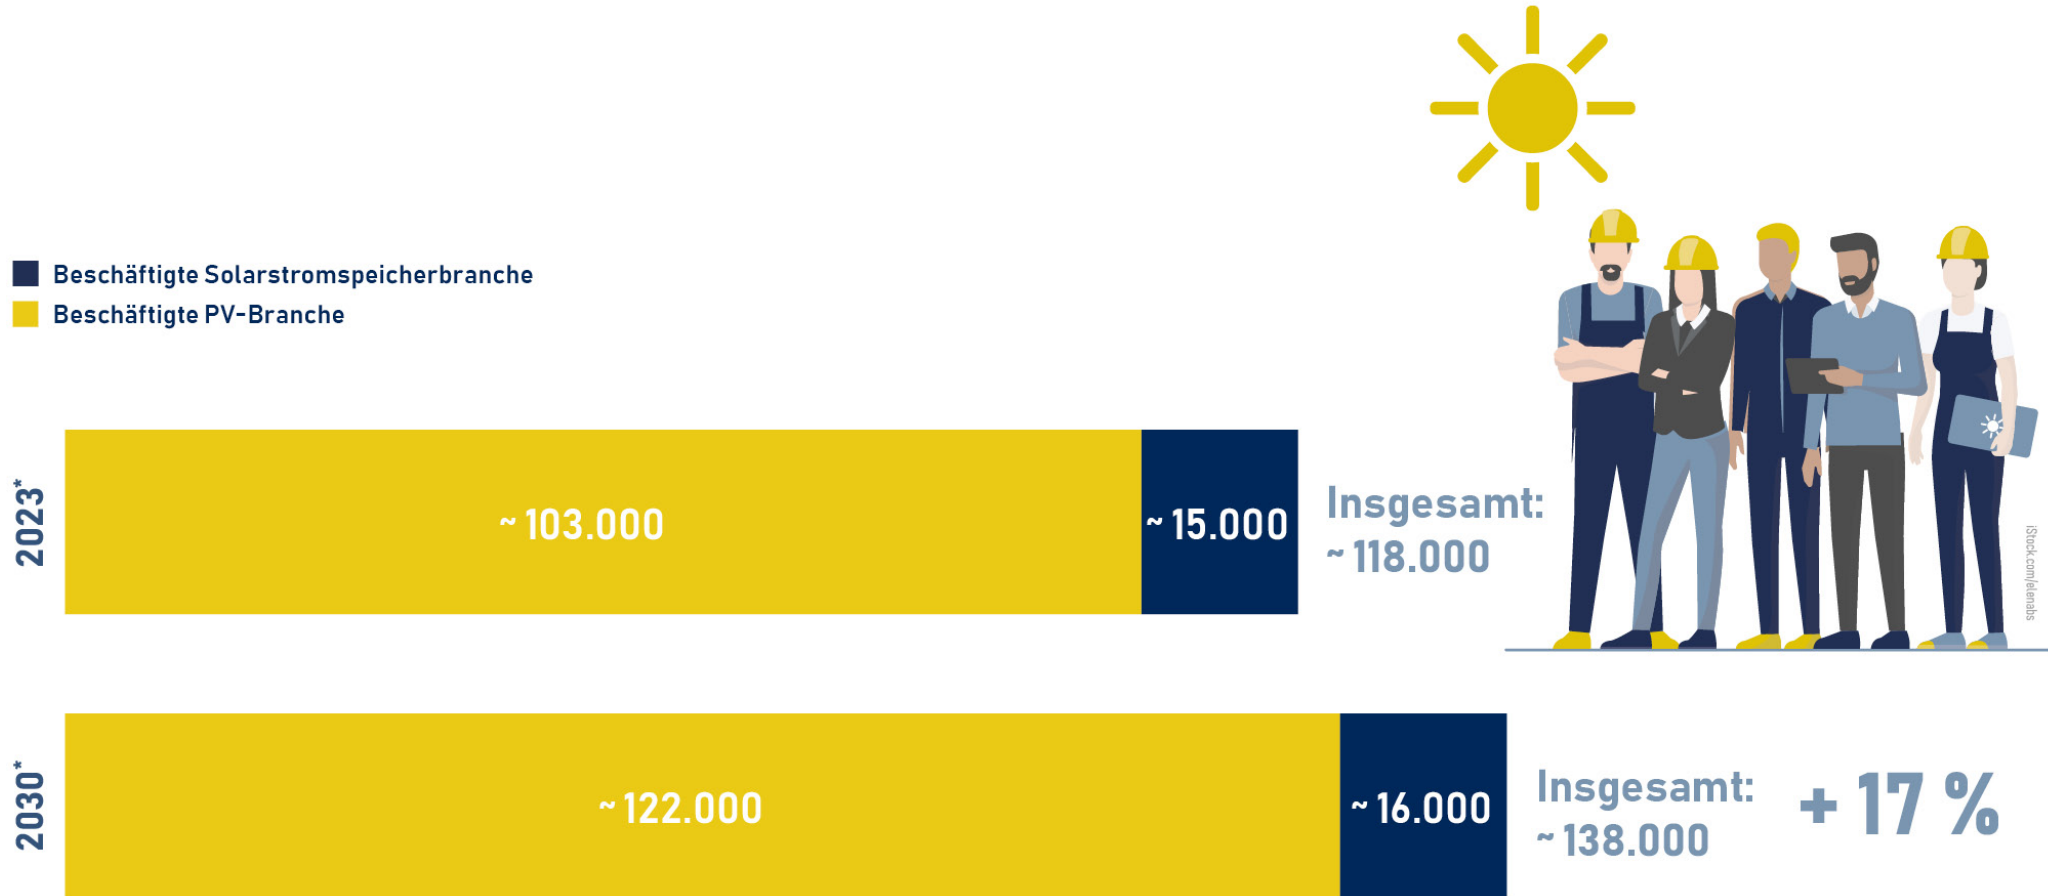 Beschäftigte Solarstromspeicherbranche
Beschäftigte PV-Branche
2023*
~ 103.000
~ 15.000
Insgesamt:
~ 118.000
iStock.com/elenabs
2030*
~ 122.000
~ 16.000
Insgesamt:
~ 138.000
+ 17 %